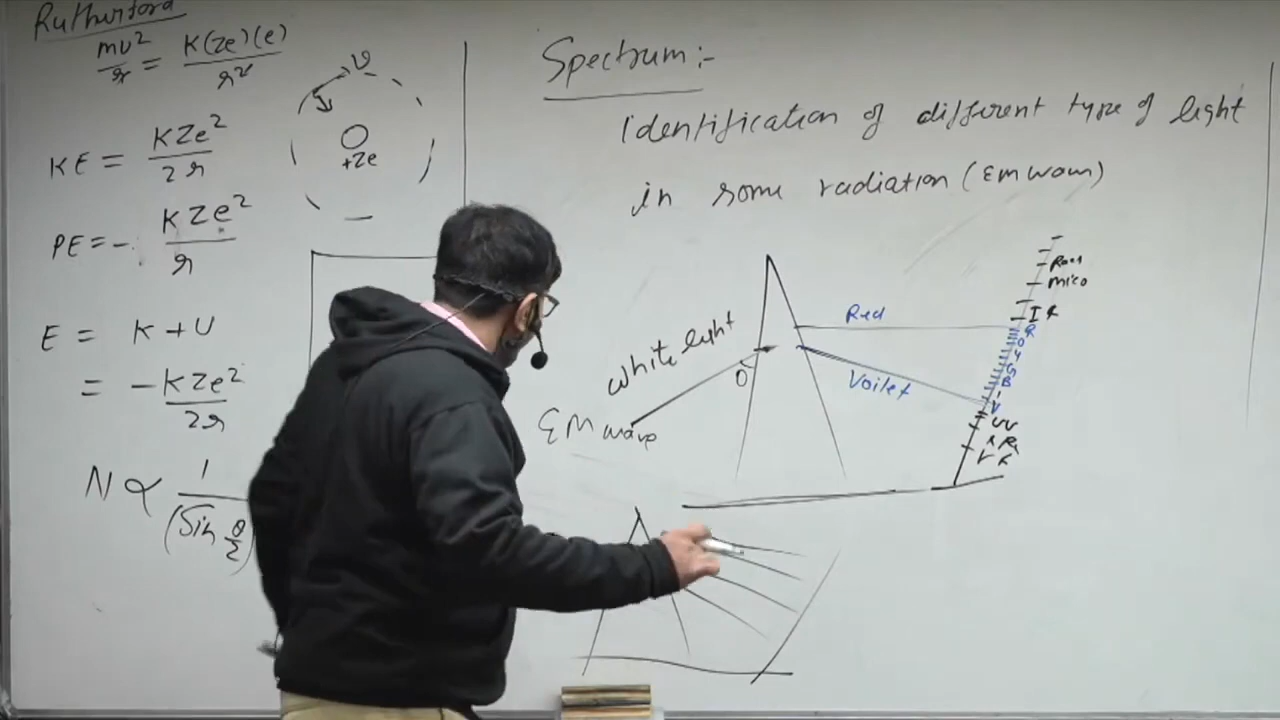 Rutherford
mv²/r = K(Ze)(e)/r²
v
+Ze
KE = KZe²/2r
PE = - KZe²/r
E = K + U
= -KZe²/2r
N ∝ 1/(Sin θ/2)
Spectrum :-
Identification of different type of light
in some radiation (EM wave)
White light
EM wave
θ
Red
Voilet
mico
IR
R
O
Y
G
B
I
V
UV